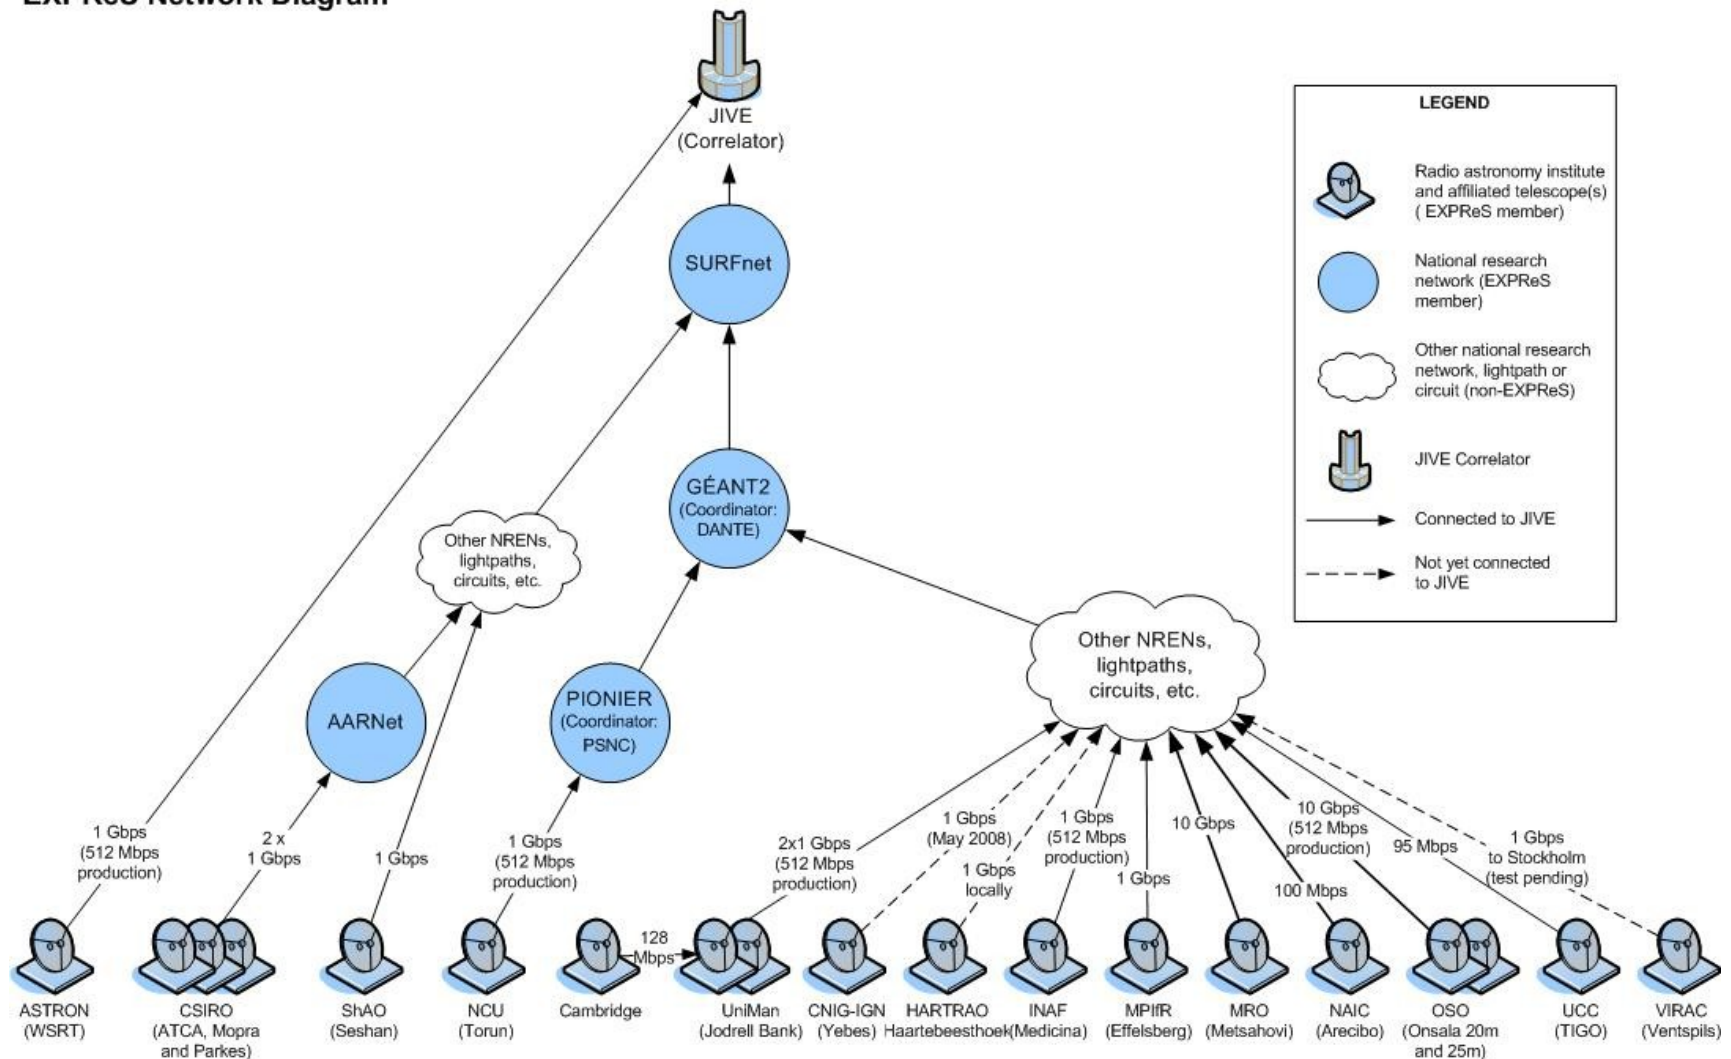 EXPReS Network Diagram
JIVE
(Correlator)
LEGEND
Radio astronomy institute
and affiliated telescope(s)
( EXPReS member)
National research
network (EXPReS
member)
Other national research
network, lightpath or
circuit (non-EXPReS)
JIVE Correlator
Connected to JIVE
Not yet connected
to JIVE
SURFnet
GÉANT2
(Coordinator:
DANTE)
Other NRENs,
lightpaths,
circuits, etc.
Other NRENs,
lightpaths,
circuits, etc.
AARNet
PIONIER
(Coordinator:
PSNC)
1 Gbps
(512 Mbps
production)
2 x
1 Gbps
1 Gbps
1 Gbps
(512 Mbps
production)
128
Mbps
2x1 Gbps
(512 Mbps
production)
1 Gbps
(May 2008)
1 Gbps
locally
1 Gbps
(512 Mbps
production)
1 Gbps
10 Gbps
100 Mbps
10 Gbps
(512 Mbps
production)
95 Mbps
1 Gbps
to Stockholm
(test pending)
ASTRON
(WSRT)
CSIRO
(ATCA, Mopra
and Parkes)
ShAO
(Seshan)
NCU
(Torun)
Cambridge
UniMan
(Jodrell Bank)
CNIG-IGN
(Yebes)
HARTRAO
Haartebeesthoek
INAF
(Medicina)
MPIfR
(Effelsberg)
MRO
(Metsahovi)
NAIC
(Arecibo)
OSO
(Onsala 20m
and 25m)
UCC
(TIGO)
VIRAC
(Ventspils)